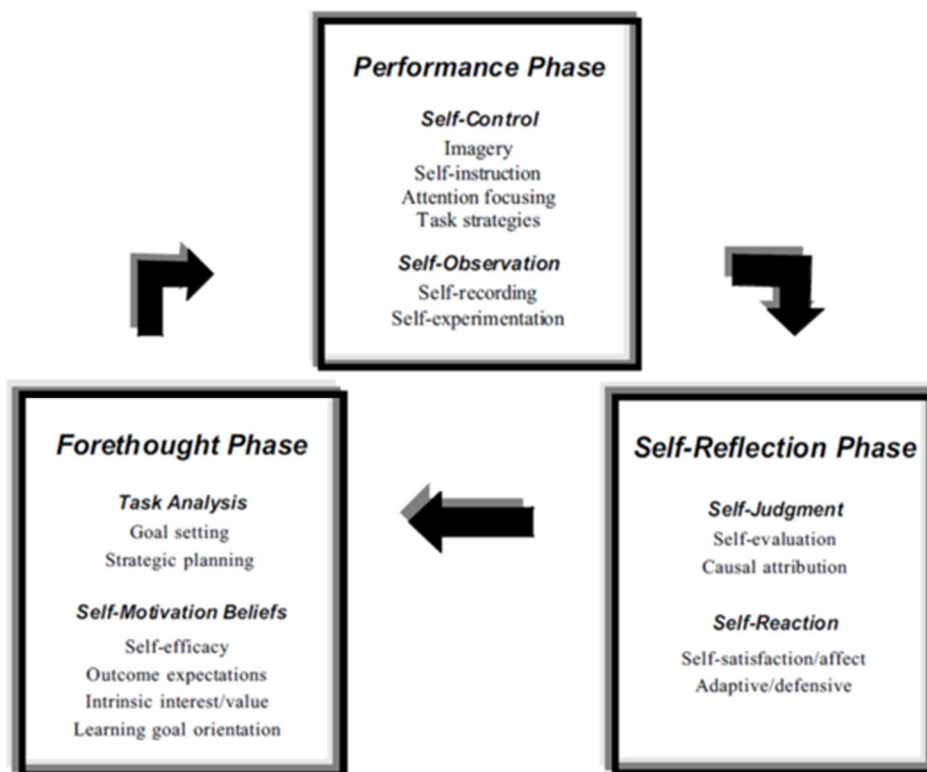 Performance Phase
Self-Control
Imagery
Self-instruction
Attention focusing
Task strategies
Self-Observation
Self-recording
Self-experimentation
Forethought Phase
Task Analysis
Goal setting
Strategic planning
Self-Motivation Beliefs
Self-efficacy
Outcome expectations
Intrinsic interest/value
Learning goal orientation
Self-Reflection Phase
Self-Judgment
Self-evaluation
Causal attribution
Self-Reaction
Self-satisfaction/affect
Adaptive/defensive